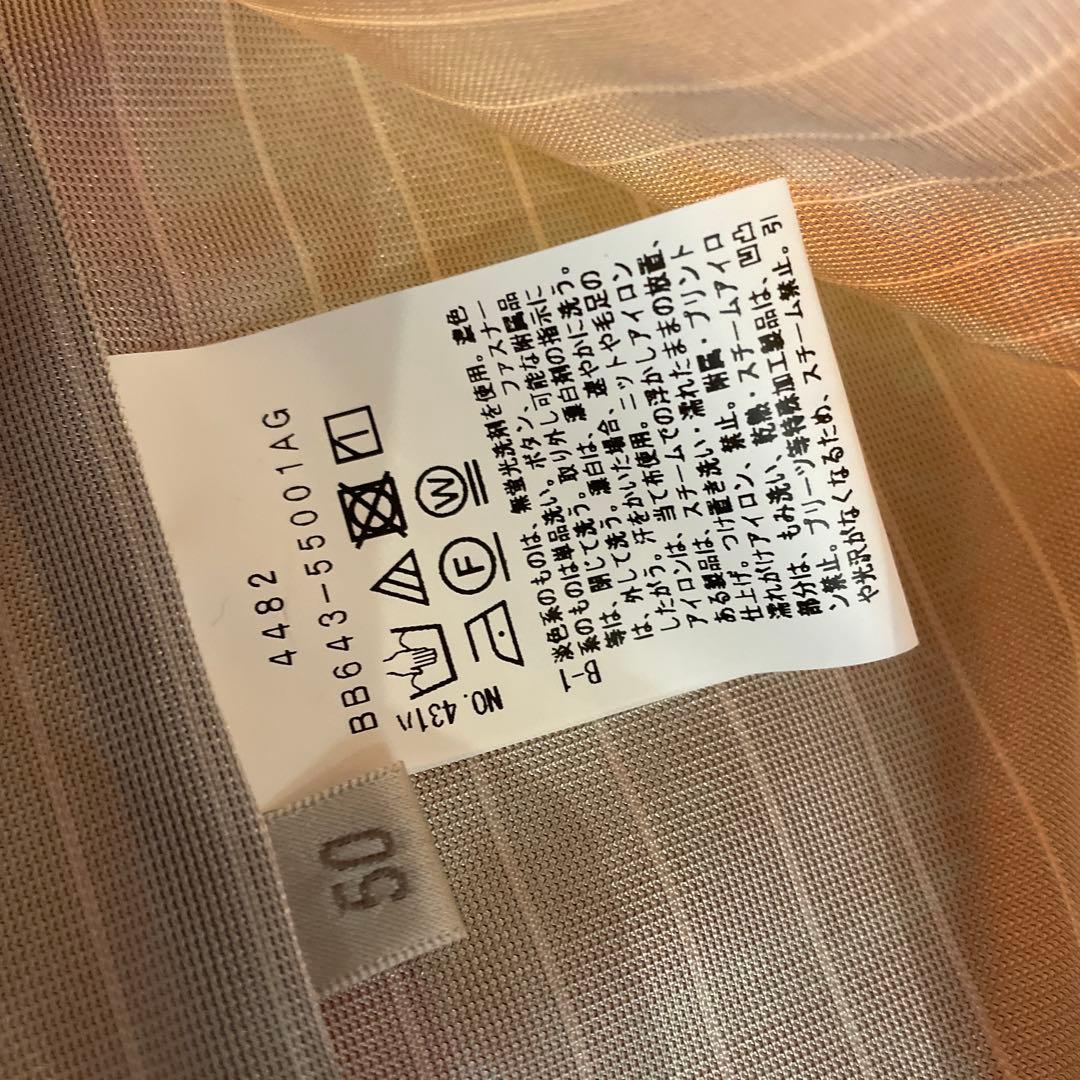 4482
BB643-55001AG
F
W
NO.431ハ
淡色系のものは、無蛍光洗剤を使用。濃色
系のものは単品洗い。ボタン、ファスナー
等は、閉じて洗う。取り外し可能な附属品
は、外して洗う。漂白は、漂白剤の指示に
したがう。汗をかいた場合、速やかに洗う。
アイロンは、当て布使用。ニットや毛足の
ある製品は、スチームでの浮かしアイロン
仕上げ。つけ置き洗い・濡れたままの放置、
濡れがけアイロン、禁止。附属・プリント
部分は、もみ洗い、乾燥・スチームアイロ
ン禁止。プリーツ等特殊加工製品は、凹凸
や光沢がなくなるため、スチーム禁止。引
50